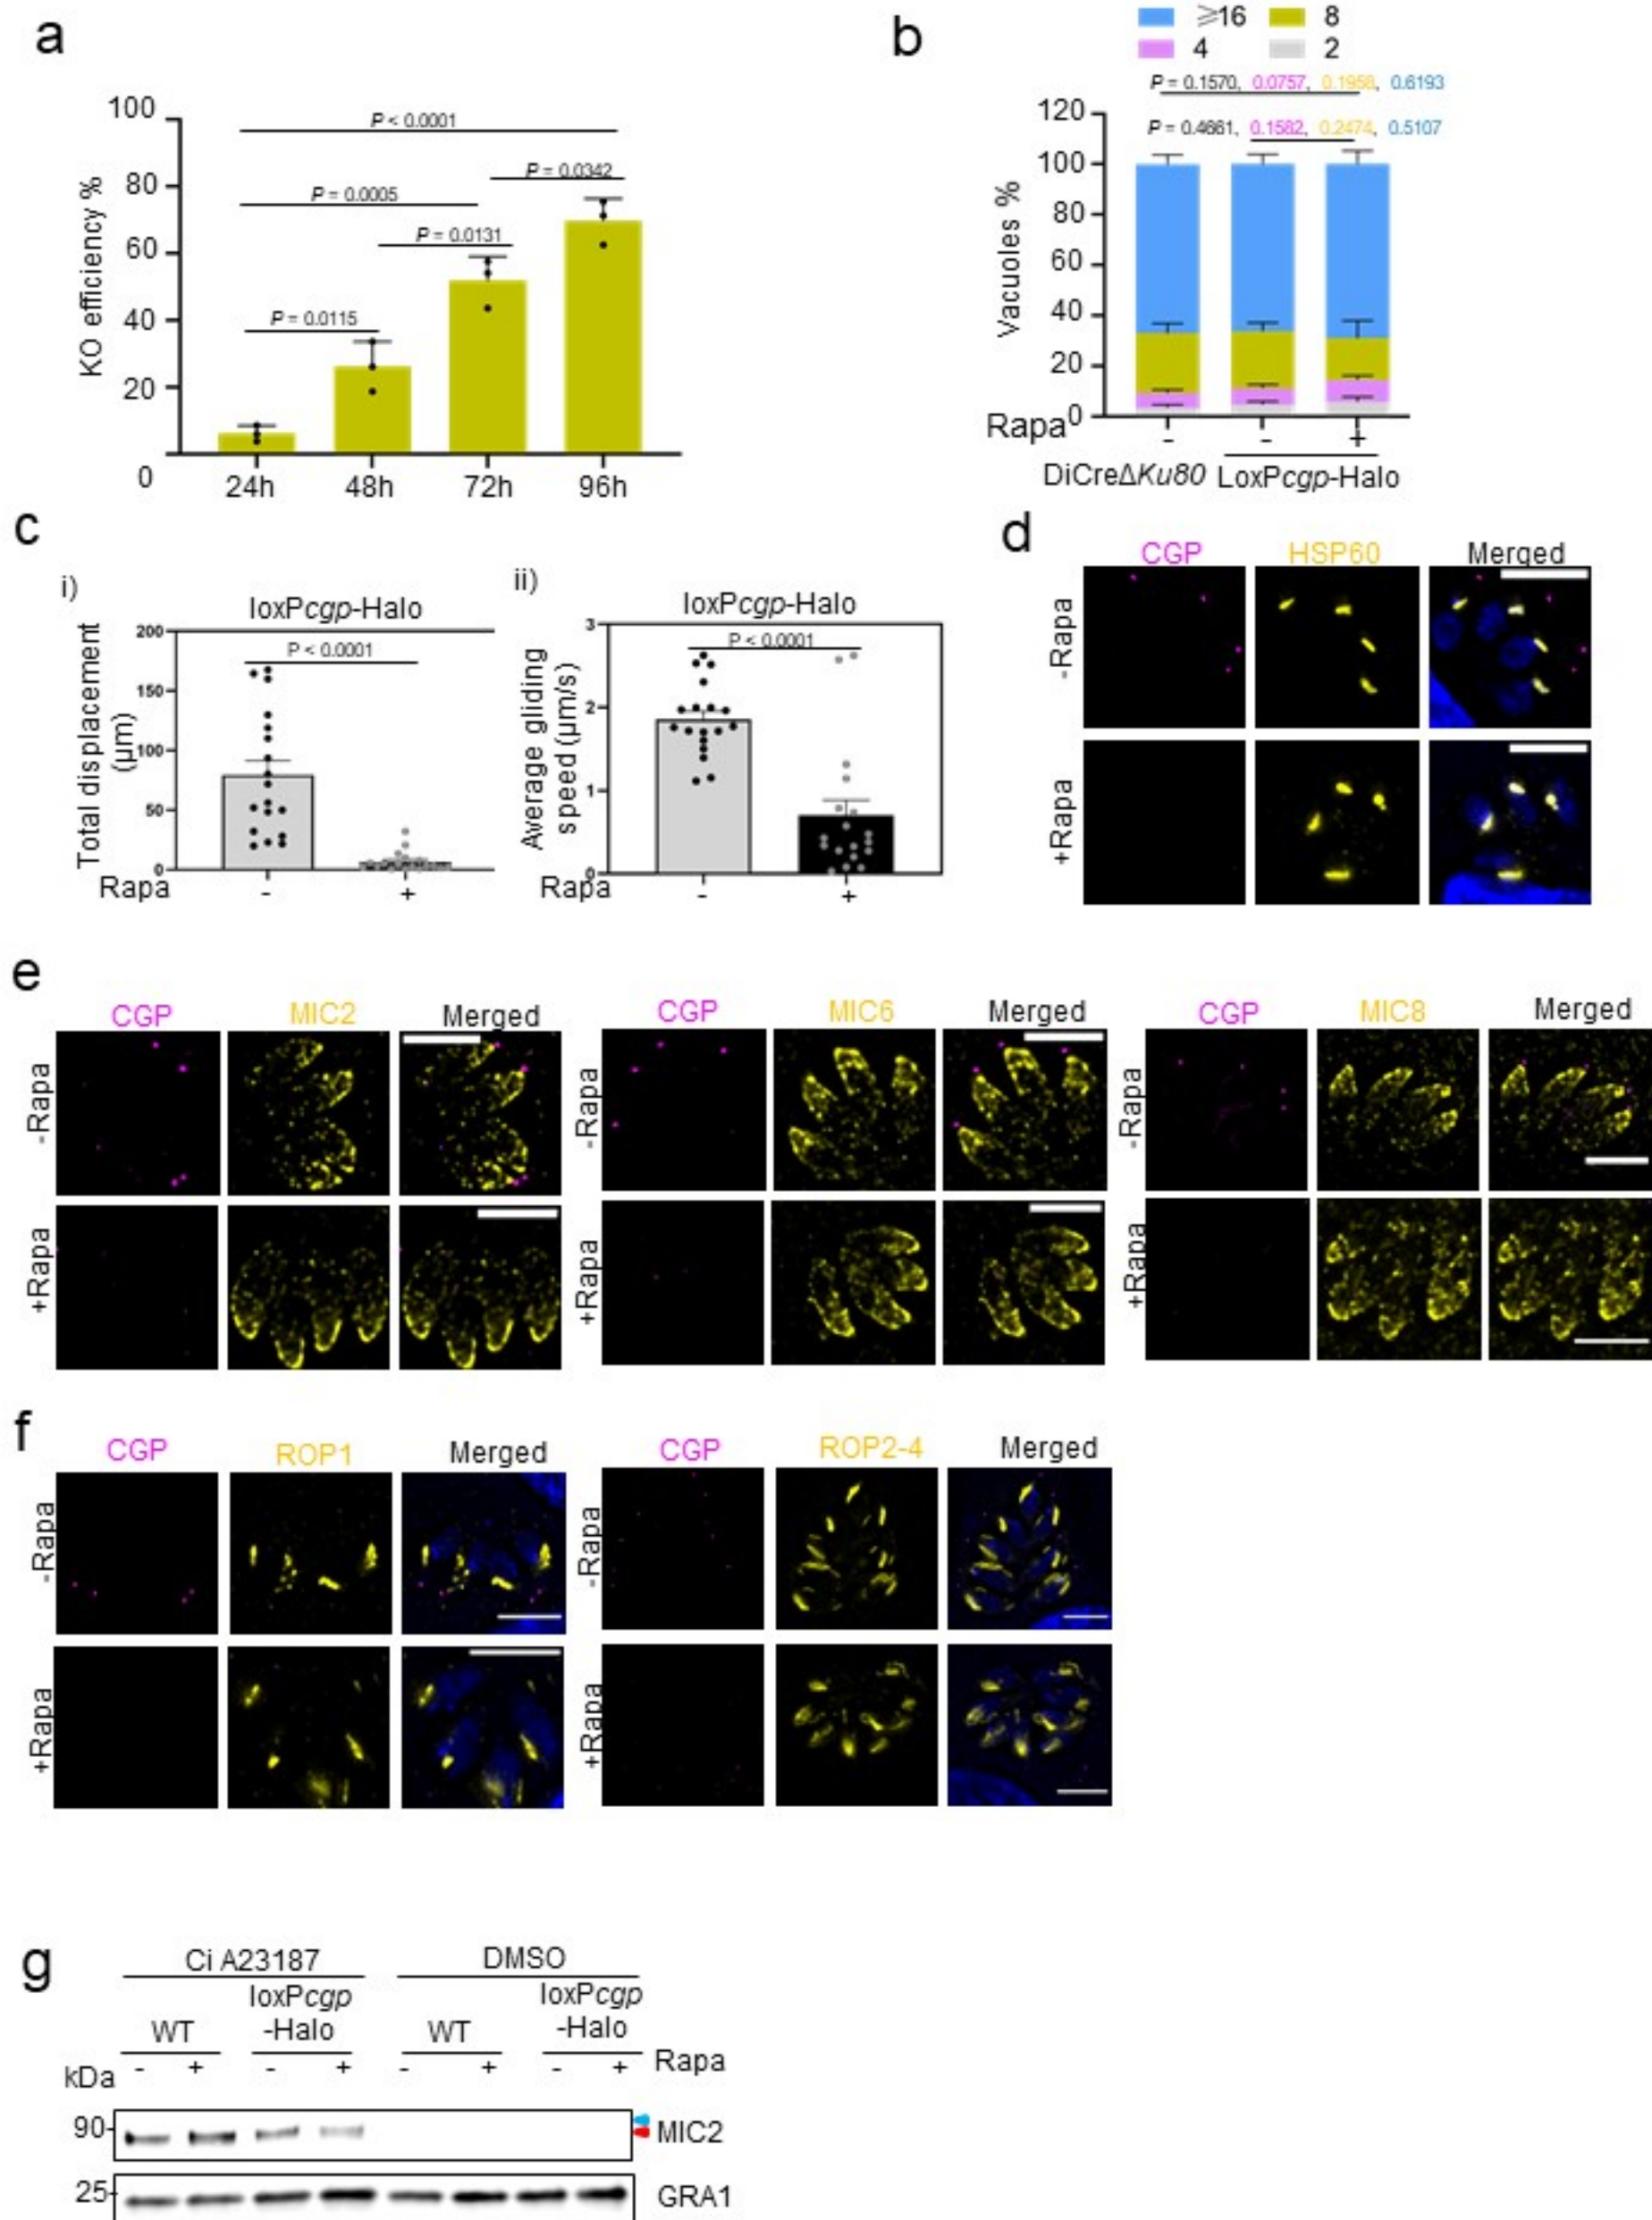 a
KO efficiency %
100
80
60
40
20
0
P < 0.0001
P = 0.0342
P = 0.0005
P = 0.0131
P = 0.0115
24h 48h 72h 96h
b
⩾16 8
4 2
P = 0.1570, 0.0757, 0.1958, 0.6193
P = 0.4661, 0.1582, 0.2474, 0.5107
Vacuoles %
120
100
80
60
40
20
0
Rapa - - +
DiCreΔKu80 LoxPcgp-Halo
c
i)
loxPcgp-Halo
P < 0.0001
Total displacement
(µm)
200
150
100
50
0
Rapa - +
ii)
loxPcgp-Halo
P < 0.0001
Average gliding
speed (µm/s)
3
2
1
0
Rapa - +
d
CGP HSP60 Merged
-Rapa
+Rapa
e
CGP MIC2 Merged
-Rapa
+Rapa
CGP MIC6 Merged
-Rapa
+Rapa
CGP MIC8 Merged
-Rapa
+Rapa
f
CGP ROP1 Merged
-Rapa
+Rapa
CGP ROP2-4 Merged
-Rapa
+Rapa
g
Ci A23187 DMSO
WT loxPcgp
-Halo WT loxPcgp
-Halo
kDa - + - + - + - + Rapa
90 MIC2
25 GRA1